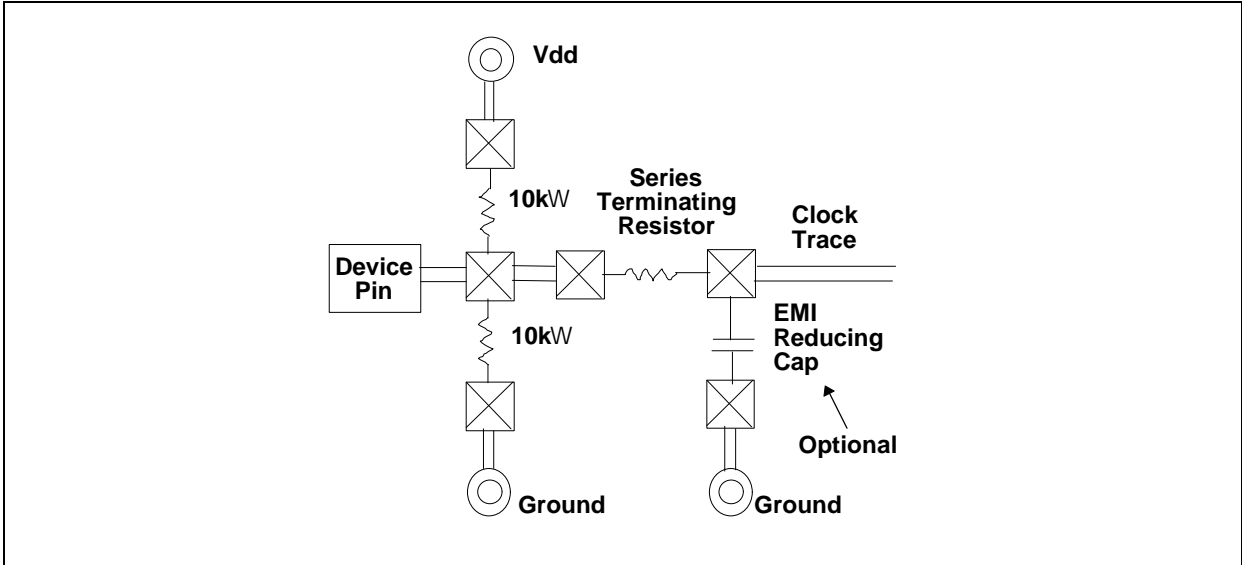 Vdd
10kW
Series
Terminating
Resistor
Clock
Trace
Device
Pin
10kW
EMI
Reducing
Cap
Optional
Ground
Ground